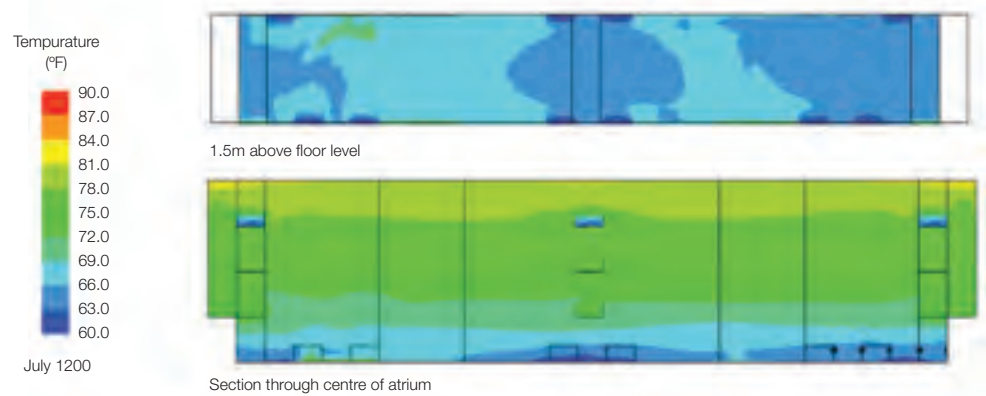 Tempurature
(ºF)
90.0
87.0
84.0
81.0
78.0
75.0
72.0
69.0
66.0
63.0
60.0
July 1200
1.5m above floor level
Section through centre of atrium